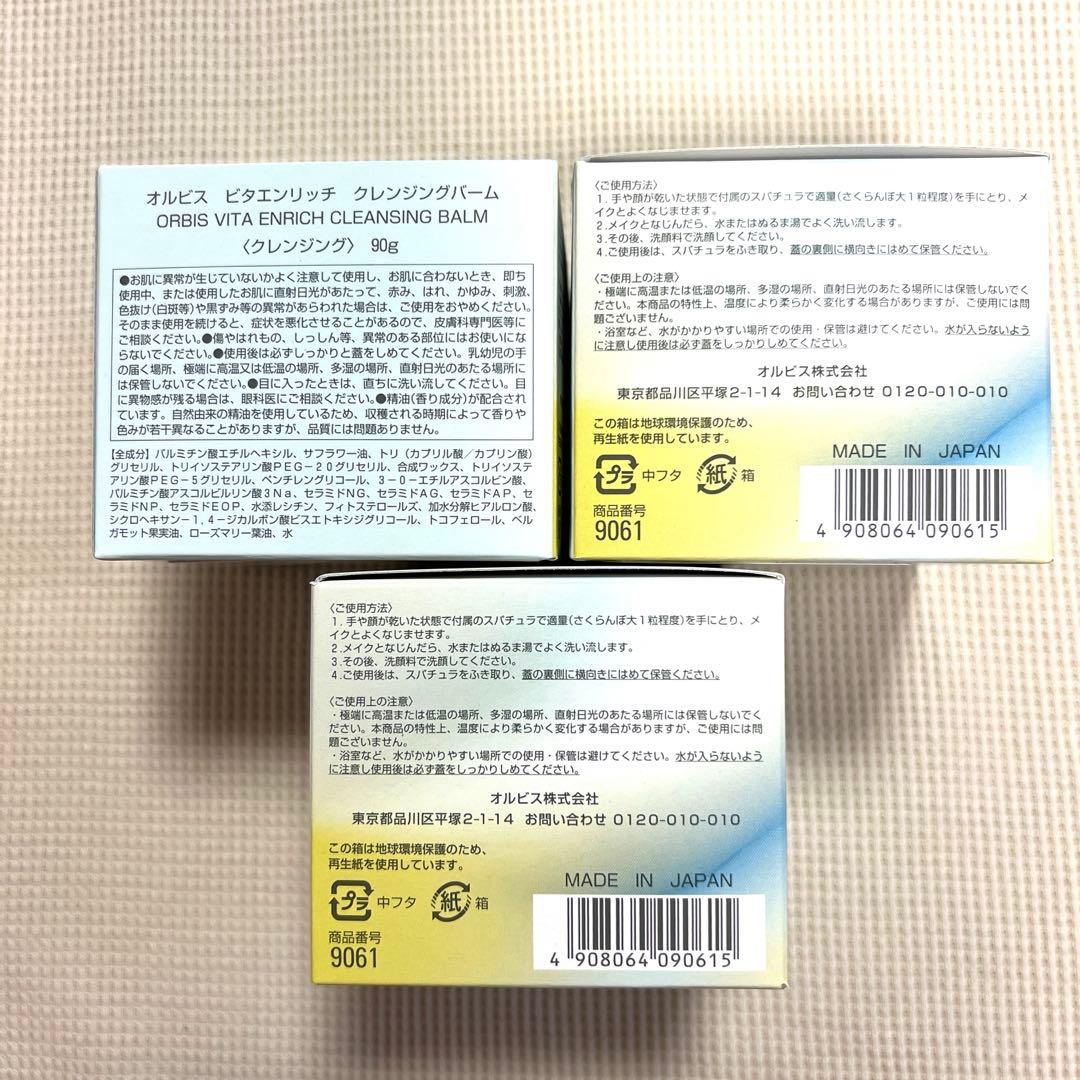 オルビス ビタエンリッチ クレンジングバーム
ORBIS VITA ENRICH CLEANSING BALM
〈クレンジング〉 90g
●お肌に異常が生じていないかよく注意して使用し、お肌に合わないとき、即ち
使用中、または使用したお肌に直射日光があたって、赤み、はれ、かゆみ、刺激、
色抜け(白斑等)や黒ずみ等の異常があらわれた場合は、ご使用をおやめください。
そのまま使用を続けると、症状を悪化させることがあるので、皮膚科専門医等に
ご相談ください。●傷やはれもの、しっしん等、異常のある部位にはお使いにな
らないでください。●使用後は必ずしっかりと蓋をしめてください。乳幼児の手
の届く場所、極端に高温又は低温の場所、多湿の場所、直射日光のあたる場所に
は保管しないでください。●目に入ったときは、直ちに洗い流してください。目
に異物感が残る場合は、眼科医にご相談ください。●精油(香り成分)が配合され
ています。自然由来の精油を使用しているため、収穫される時期によって香りや
色みが若干異なることがありますが、品質には問題ありません。
【全成分】パルミチン酸エチルヘキシル、サフラワー油、トリ（カプリル酸／カプリン酸）
グリセリル、トリイソステアリン酸ＰＥＧ－２０グリセリル、合成ワックス、トリイソステ
アリン酸ＰＥＧ－５グリセリル、ペンチレングリコール、３－Ｏ－エチルアスコルビン酸、
パルミチン酸アスコルビルリン酸３Ｎａ、セラミドＮＧ、セラミドＡＧ、セラミドＡＰ、セ
ラミドＮＰ、セラミドＥＯＰ、水添レシチン、フィトステロールズ、加水分解ヒアルロン酸、
シクロヘキサン－１，４－ジカルボン酸ビスエトキシジグリコール、トコフェロール、ベル
ガモット果実油、ローズマリー葉油、水
〈ご使用方法〉
1.手や顔が乾いた状態で付属のスパチュラで適量(さくらんぼ大1粒程度)を手にとり、メ
イクとよくなじませます。
2.メイクとなじんだら、水またはぬるま湯でよく洗い流します。
3.その後、洗顔料で洗顔してください。
4.ご使用後は、スパチュラをふき取り、蓋の裏側に横向きにはめて保管ください。
〈ご使用上の注意〉
・極端に高温または低温の場所、多湿の場所、直射日光のあたる場所には保管しないでく
ださい。本商品の特性上、温度により柔らかく変化する場合がありますが、ご使用には問
題ございません。
・浴室など、水がかかりやすい場所での使用・保管は避けてください。水が入らないよう
に注意し使用後は必ず蓋をしっかりしめてください。
オルビス株式会社
東京都品川区平塚2-1-14 お問い合わせ 0120-010-010
この箱は地球環境保護のため、
再生紙を使用しています。
MADE IN JAPAN
プラ 中フタ 紙 箱
商品番号
9061
4 908064 090615
〈ご使用方法〉
1.手や顔が乾いた状態で付属のスパチュラで適量(さくらんぼ大1粒程度)を手にとり、メ
イクとよくなじませます。
2.メイクとなじんだら、水またはぬるま湯でよく洗い流します。
3.その後、洗顔料で洗顔してください。
4.ご使用後は、スパチュラをふき取り、蓋の裏側に横向きにはめて保管ください。
〈ご使用上の注意〉
・極端に高温または低温の場所、多湿の場所、直射日光のあたる場所には保管しないでく
ださい。本商品の特性上、温度により柔らかく変化する場合がありますが、ご使用には問
題ございません。
・浴室など、水がかかりやすい場所での使用・保管は避けてください。水が入らないよう
に注意し使用後は必ず蓋をしっかりしめてください。
オルビス株式会社
東京都品川区平塚2-1-14 お問い合わせ 0120-010-010
この箱は地球環境保護のため、
再生紙を使用しています。
MADE IN JAPAN
プラ 中フタ 紙 箱
商品番号
9061
4 908064 090615